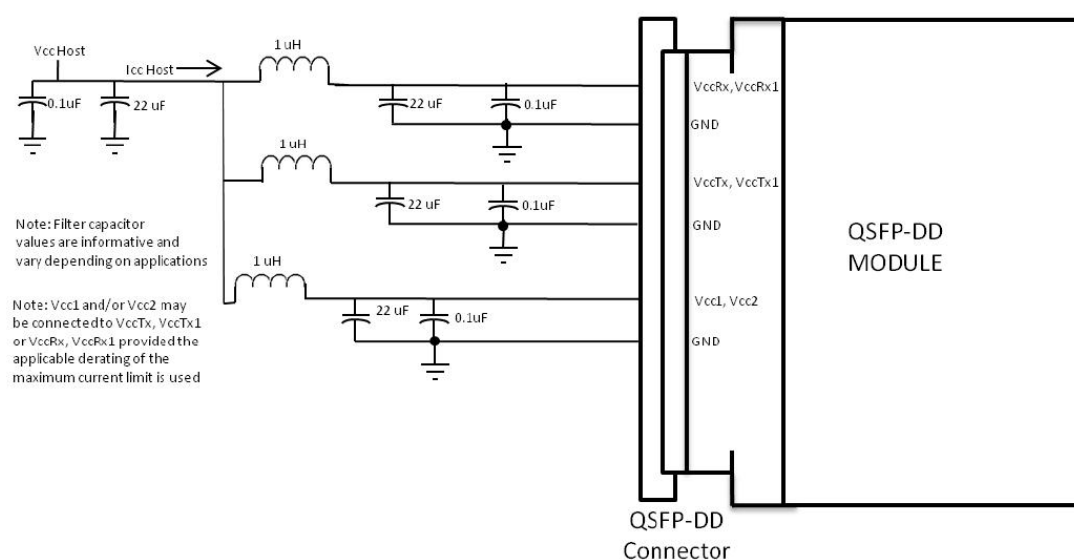 Vcc Host
Icc Host
0.1uF
22 uF
1 uH
22 uF
0.1uF
VccRx, VccRx1
GND
1 uH
22 uF
0.1uF
VccTx, VccTx1
GND
1 uH
22 uF
0.1uF
Vcc1, Vcc2
GND
Note: Filter capacitor
values are informative and
vary depending on applications
Note: Vcc1 and/or Vcc2 may
be connected to VccTx, VccTx1
or VccRx, VccRx1 provided the
applicable derating of the
maximum current limit is used
QSFP-DD
MODULE
QSFP-DD
Connector